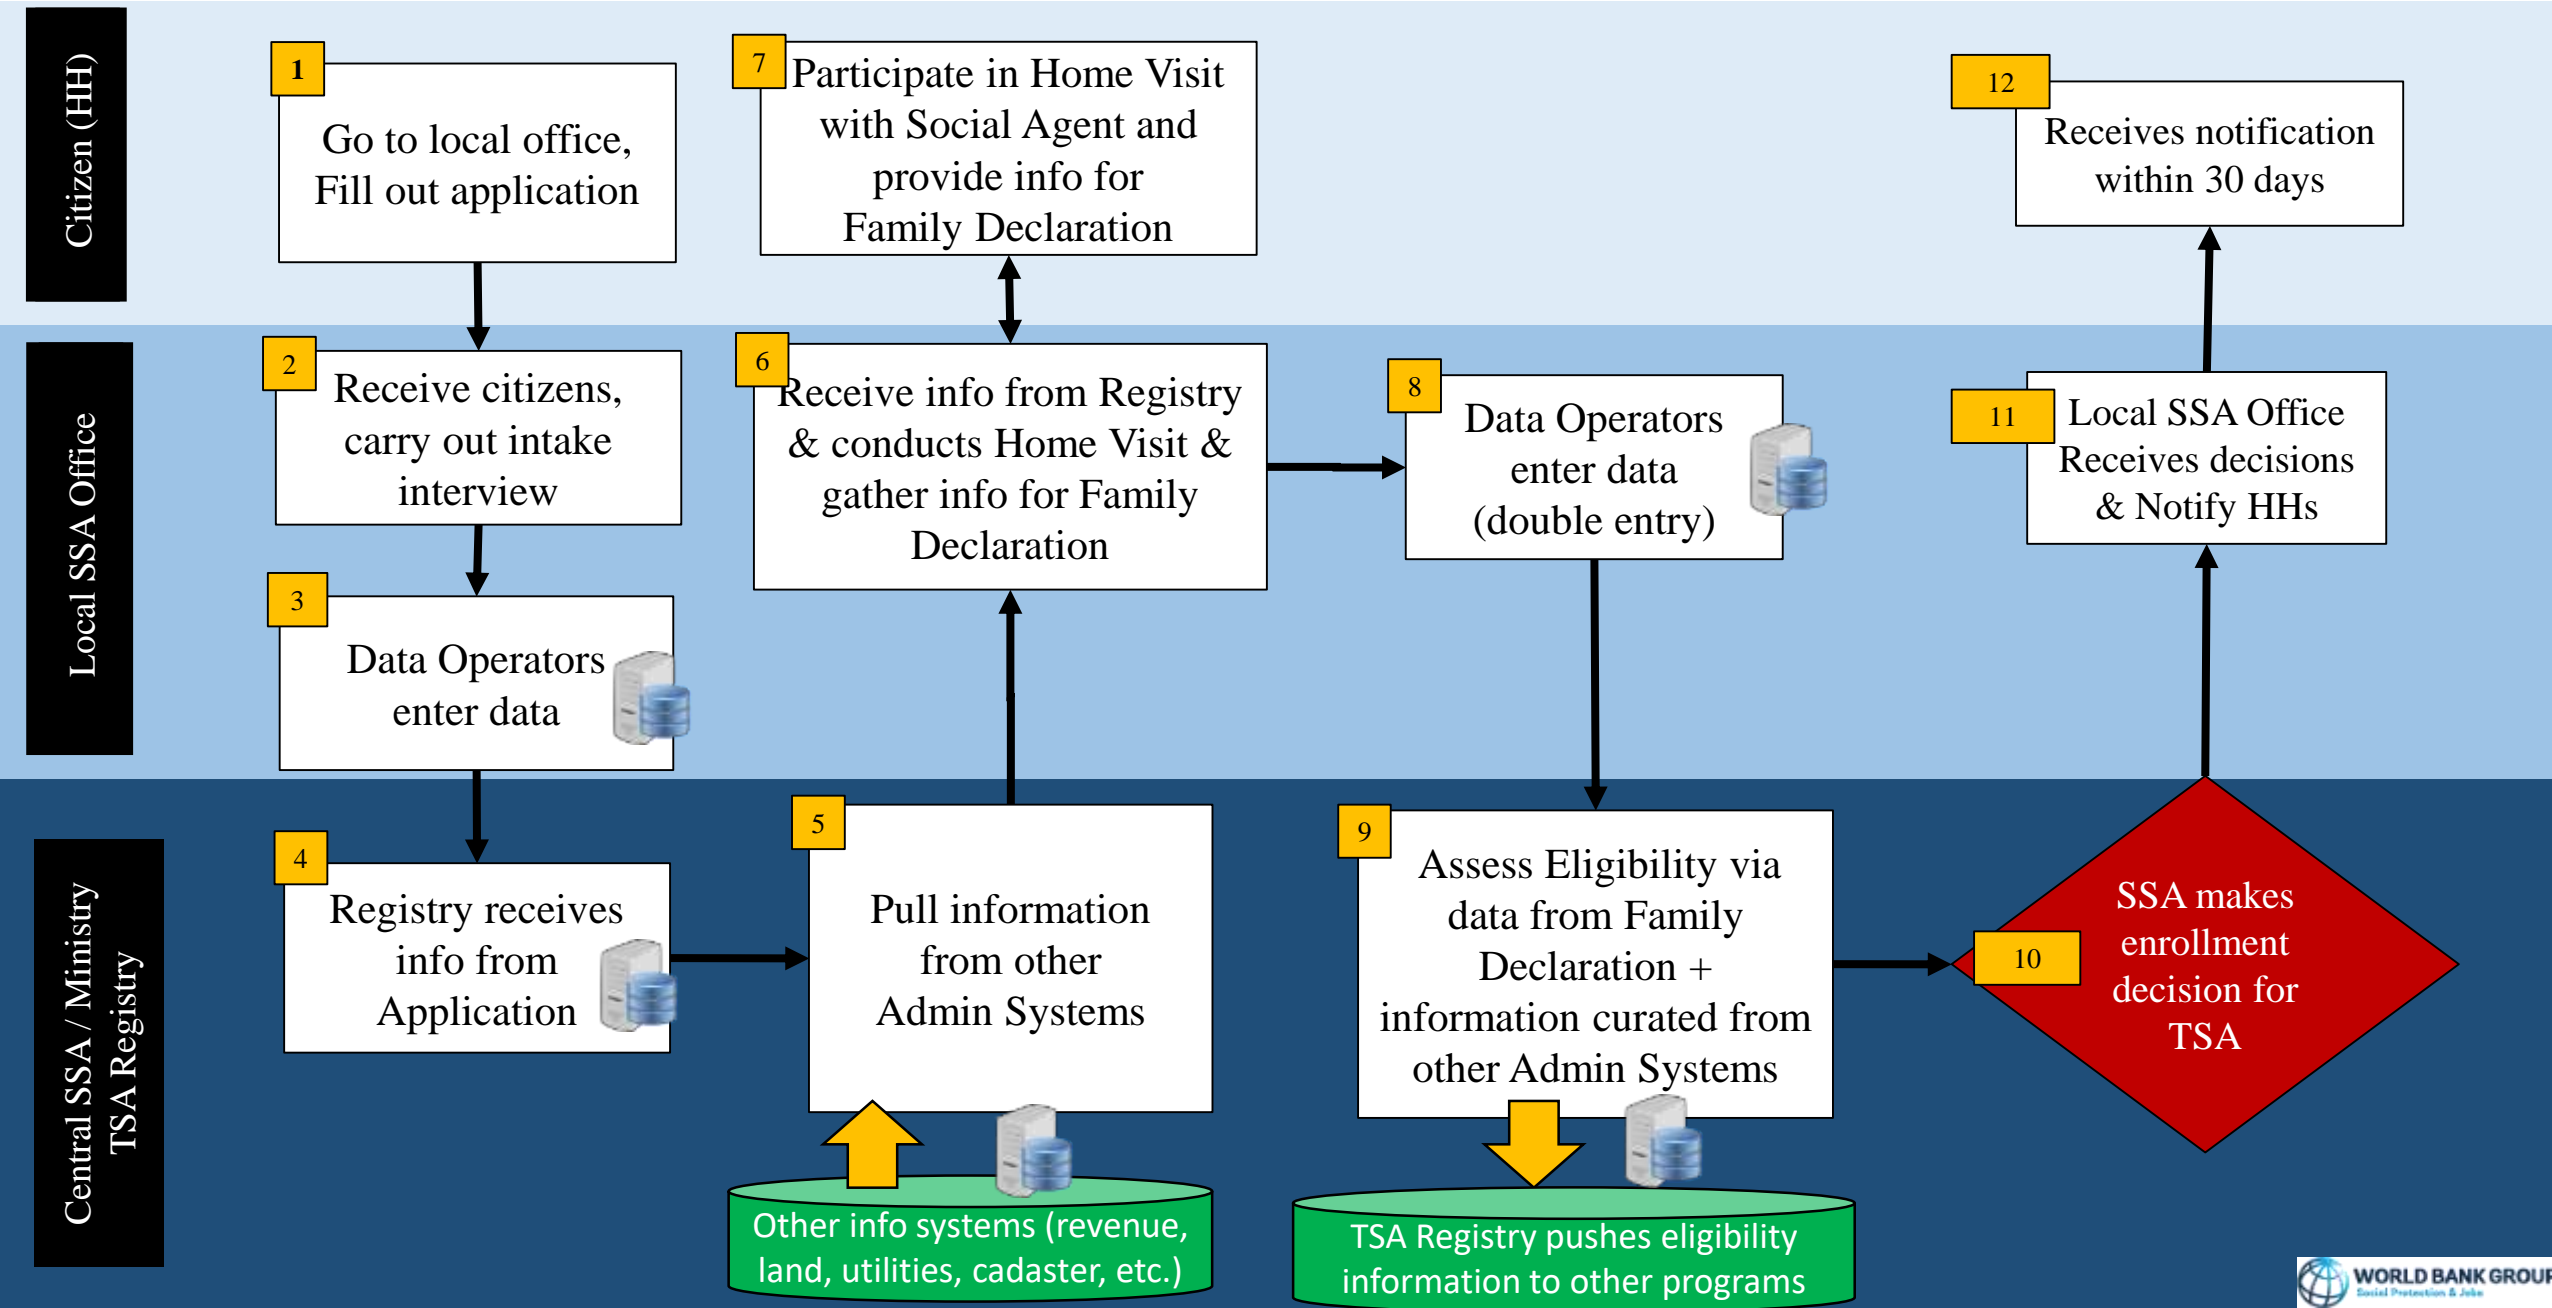 Citizen (HH)
1
Go to local office,
Fill out application
7
Participate in Home Visit
with Social Agent and
provide info for
Family Declaration
12
Receives notification
within 30 days
Local SSA Office
2
Receive citizens,
carry out intake
interview
3
Data Operators
enter data
6
Receive info from Registry
& conducts Home Visit &
gather info for Family
Declaration
8
Data Operators
enter data
(double entry)
11
Local SSA Office
Receives decisions
& Notify HHs
Central SSA / Ministry
TSA Registry
4
Registry receives
info from
Application
5
Pull information
from other
Admin Systems
Other info systems (revenue,
land, utilities, cadaster, etc.)
9
Assess Eligibility via
data from Family
Declaration +
information curated from
other Admin Systems
TSA Registry pushes eligibility
information to other programs
10
SSA makes
enrollment
decision for
TSA
WORLD BANK GROUP
Social Protection & Jobs